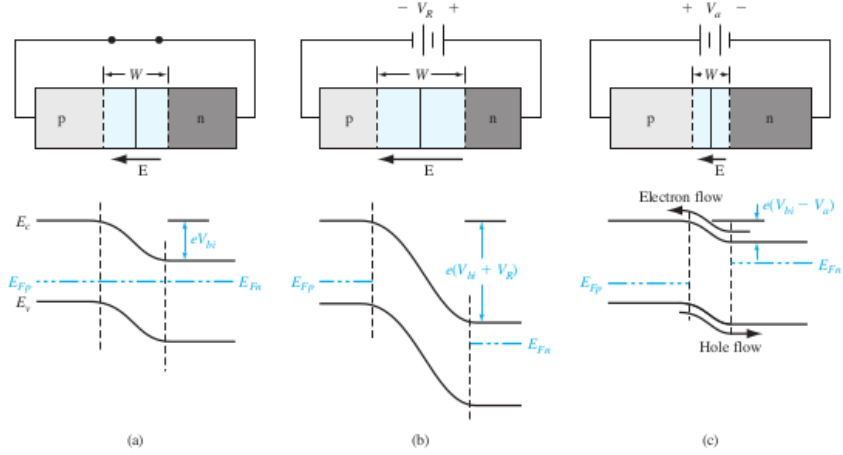 − V_R +
+ V_a −
W
W
W
p
n
p
n
p
n
E
E
E
E_c
eV_bi
E_Fp
E_Fn
E_v
E_Fp
e(V_bi + V_R)
E_Fn
Electron flow
e(V_bi − V_a)
E_Fn
E_Fp
Hole flow
(a)
(b)
(c)